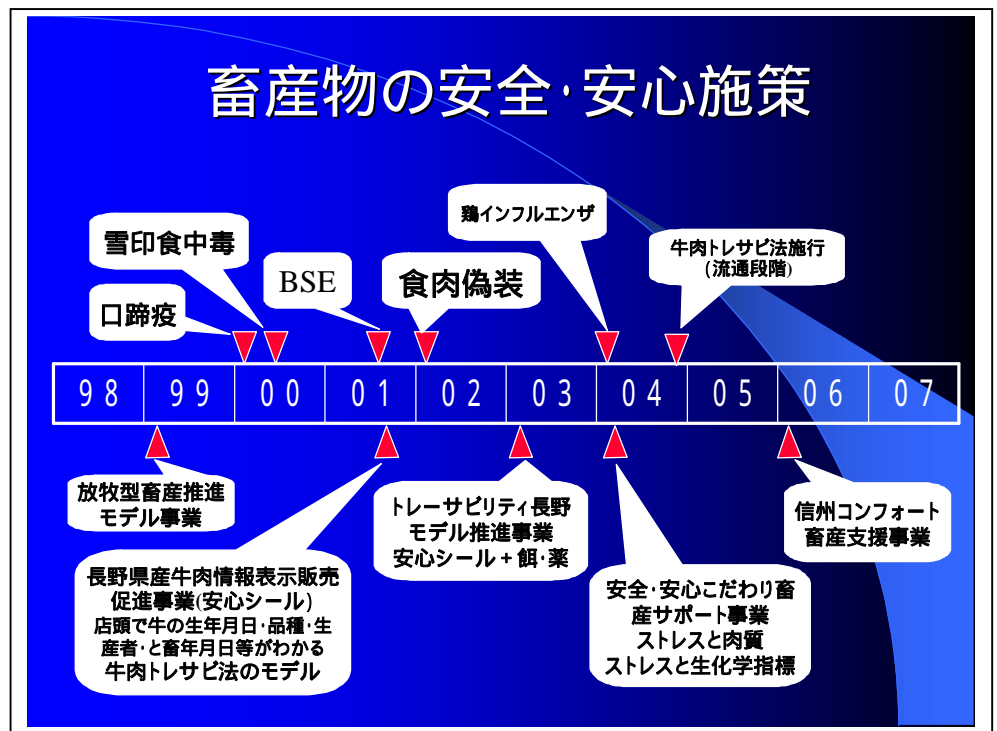 畜産物の安全･安心施策
鶏インフルエンザ
雪印食中毒
牛肉トレサビ法施行
(流通段階)
BSE
食肉偽装
口蹄疫
98 99 00 01 02 03 04 05 06 07
放牧型畜産推進
モデル事業
トレーサビリティ長野
モデル推進事業
安心シール＋餌･薬
信州コンフォート
畜産支援事業
長野県産牛肉情報表示販売
促進事業(安心シール)
店頭で牛の生年月日･品種･生
産者･と畜年月日等がわかる
牛肉トレサビ法のモデル
安全･安心こだわり畜
産サポート事業
ストレスと肉質
ストレスと生化学指標